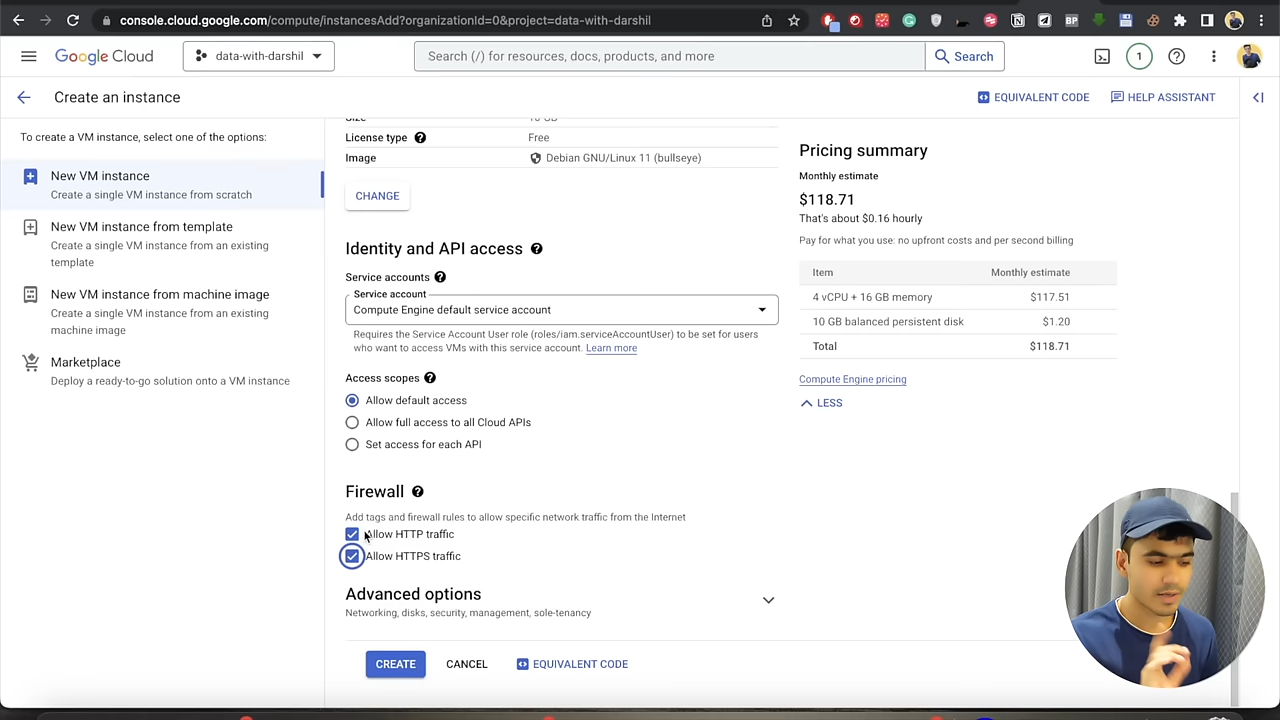 console.cloud.google.com/compute/instancesAdd?organizationId=0&project=data-with-darshil
BP
Google Cloud
data-with-darshil
Search (/) for resources, docs, products, and more
Search
1
Create an instance
EQUIVALENT CODE
HELP ASSISTANT
To create a VM instance, select one of the options:
New VM instance
Create a single VM instance from scratch
New VM instance from template
Create a single VM instance from an existing
template
New VM instance from machine image
Create a single VM instance from an existing
machine image
Marketplace
Deploy a ready-to-go solution onto a VM instance
Size 10 GB
License type Free
Image Debian GNU/Linux 11 (bullseye)
CHANGE
Identity and API access
Service accounts
Service account
Compute Engine default service account
Requires the Service Account User role (roles/iam.serviceAccountUser) to be set for users
who want to access VMs with this service account. Learn more
Access scopes
Allow default access
Allow full access to all Cloud APIs
Set access for each API
Firewall
Add tags and firewall rules to allow specific network traffic from the Internet
Allow HTTP traffic
Allow HTTPS traffic
Advanced options
Networking, disks, security, management, sole-tenancy
CREATE
CANCEL
EQUIVALENT CODE
Pricing summary
Monthly estimate
$118.71
That's about $0.16 hourly
Pay for what you use: no upfront costs and per second billing
Item Monthly estimate
4 vCPU + 16 GB memory $117.51
10 GB balanced persistent disk $1.20
Total $118.71
Compute Engine pricing
LESS